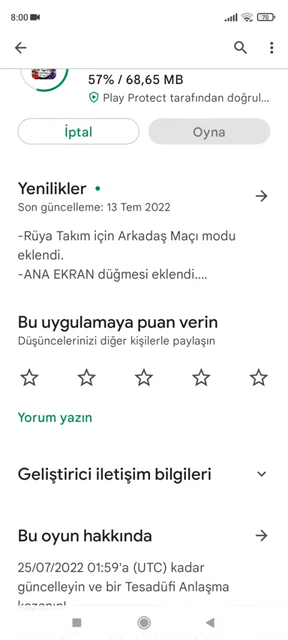 8:00
70
57% / 68,65 MB
Play Protect tarafından doğrul...
İptal
Oyna
Yenilikler
Son güncelleme: 13 Tem 2022
-Rüya Takım için Arkadaş Maçı modu
eklendi.
-ANA EKRAN düğmesi eklendi....
Bu uygulamaya puan verin
Düşüncelerinizi diğer kişilerle paylaşın
Yorum yazın
Geliştirici iletişim bilgileri
Bu oyun hakkında
25/07/2022 01:59'a (UTC) kadar
güncelleyin ve bir Tesadüfi Anlaşma